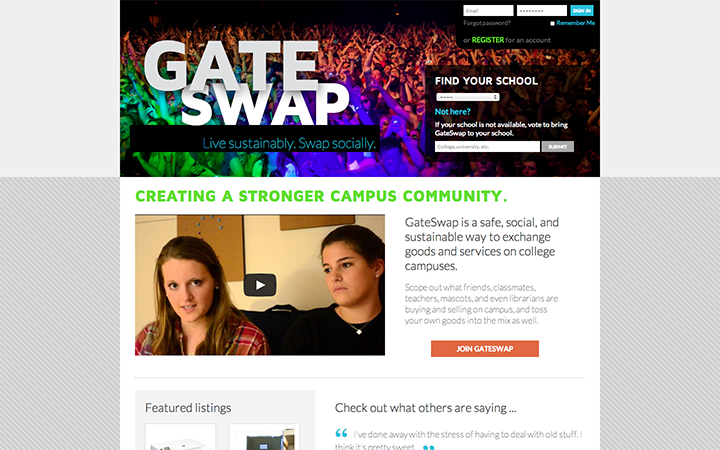 Email
Forgot password?
SIGN IN
Remember Me
or REGISTER for an account
GATE
SWAP
Live sustainably. Swap socially.
FIND YOUR SCHOOL
-----
Not here?
If your school is not available, vote to bring
GateSwap to your school.
College, university, etc.
SUBMIT
CREATING A STRONGER CAMPUS COMMUNITY.
GateSwap is a safe, social, and
sustainable way to exchange
goods and services on college
campuses.
Scope out what friends, classmates,
teachers, mascots, and even librarians are
buying and selling on campus, and toss
your own goods into the mix as well.
JOIN GATESWAP
Featured listings
Check out what others are saying ...
“ I've done away with the stress of having to deal with old stuff. I
think it's pretty sweet. ”